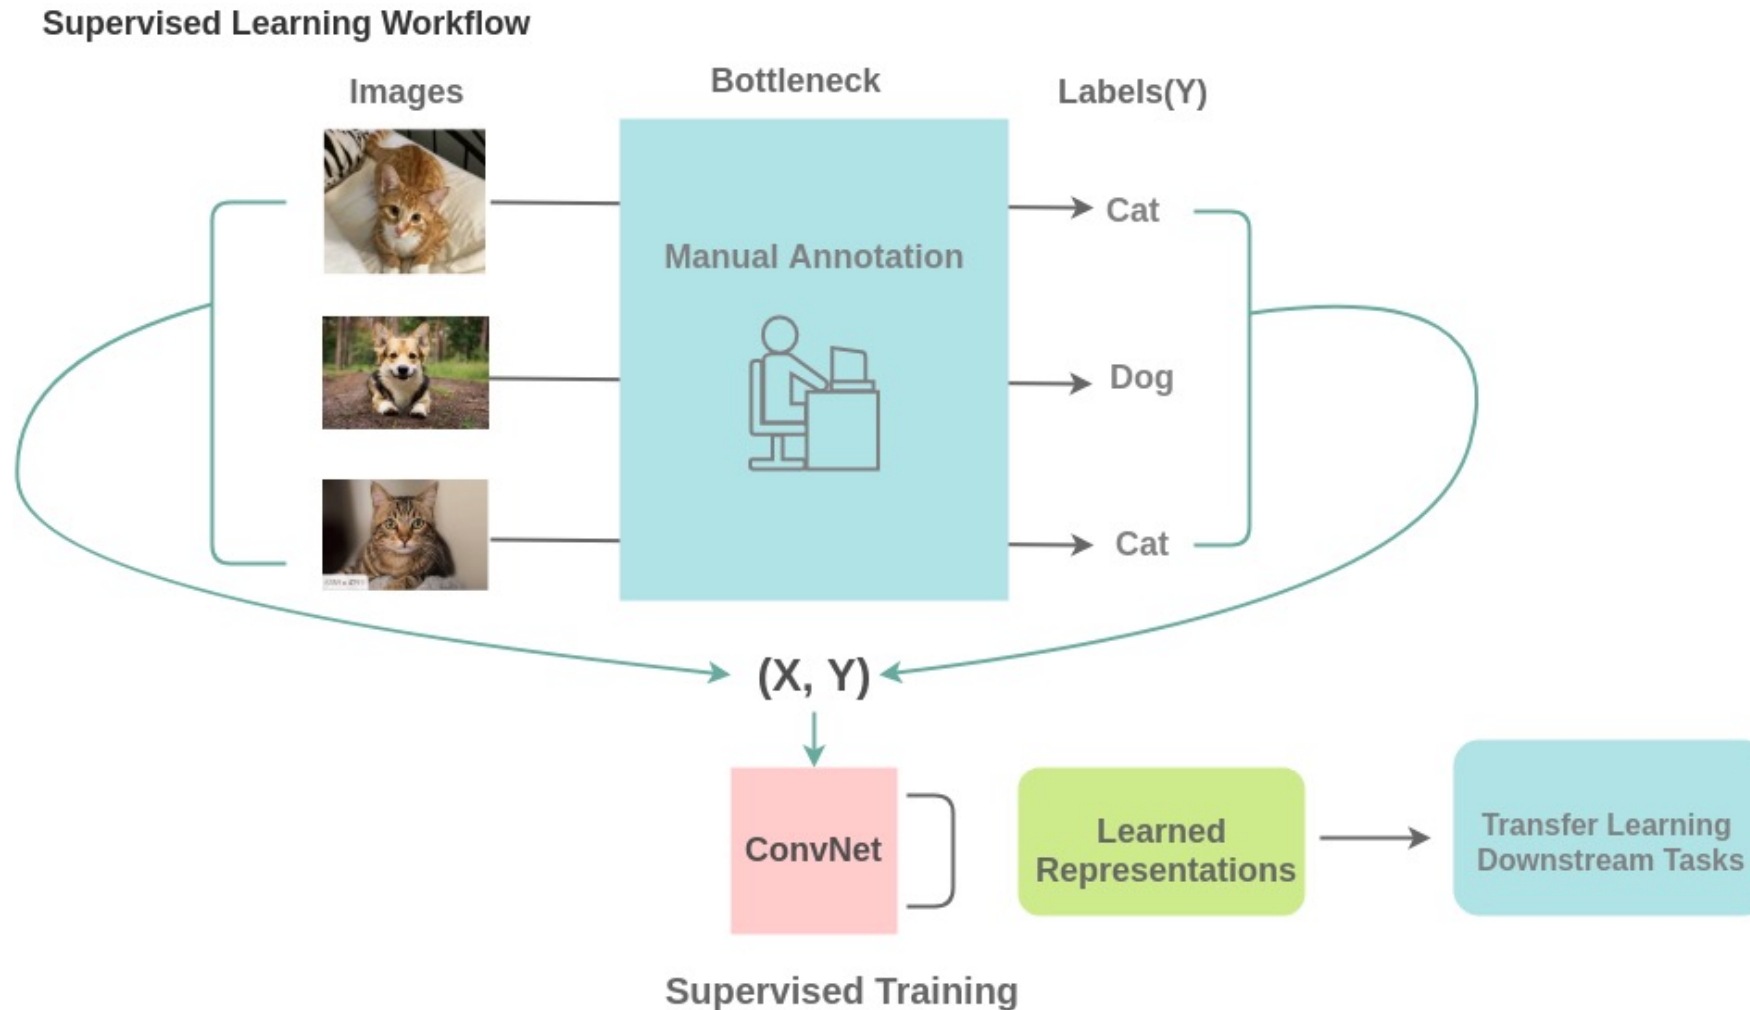 Supervised Learning Workflow
Images
Bottleneck
Labels(Y)
Manual Annotation
Cat
Dog
Cat
(X, Y)
ConvNet
Learned
Representations
Transfer Learning
Downstream Tasks
Supervised Training